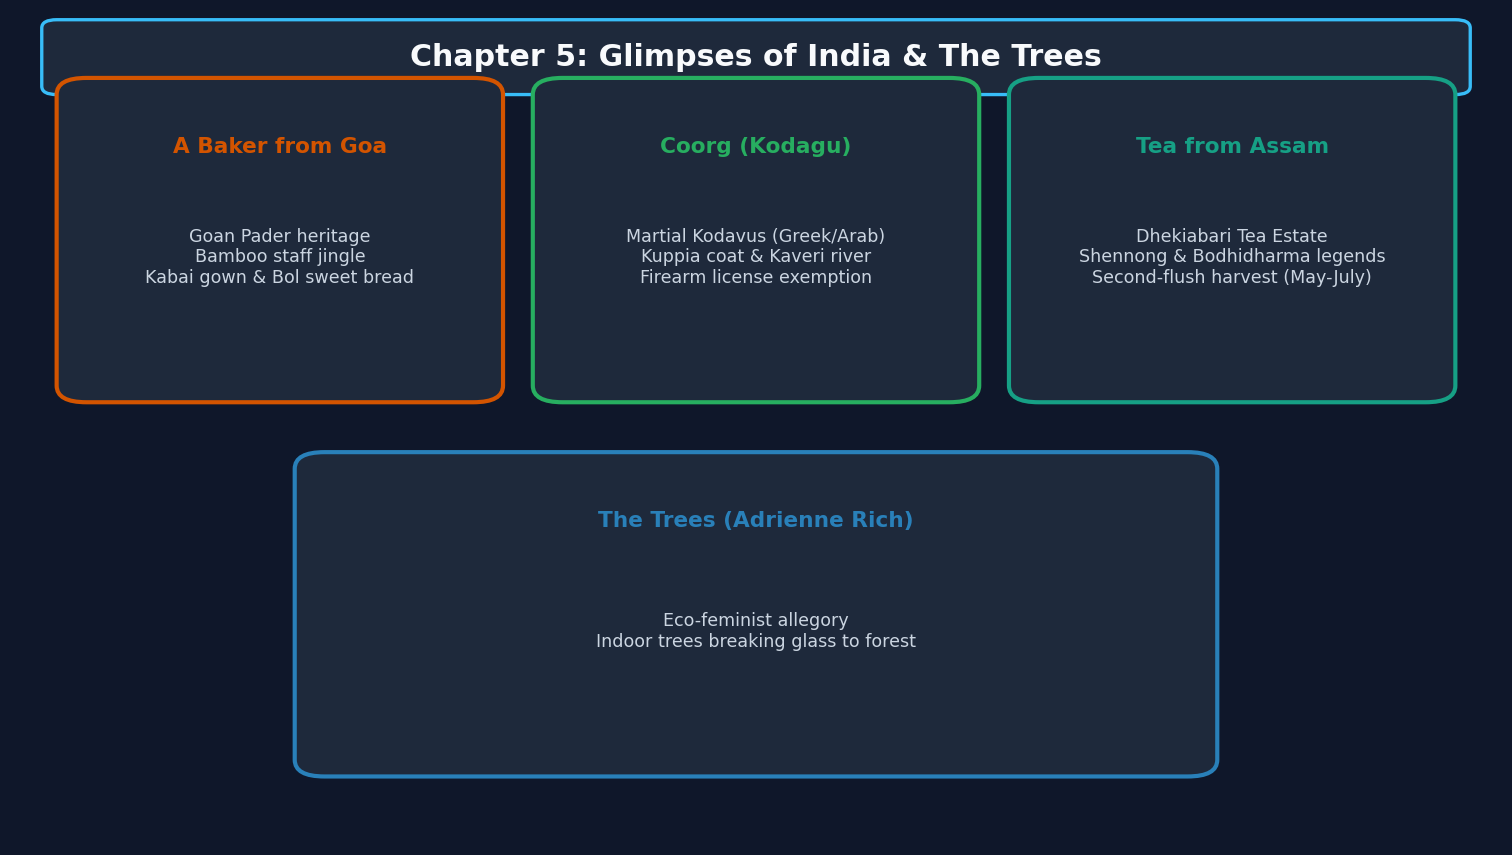 Chapter 5: Glimpses of India & The Trees
A Baker from Goa
Goan Pader heritage
Bamboo staff jingle
Kabai gown & Bol sweet bread
Coorg (Kodagu)
Martial Kodavus (Greek/Arab)
Kuppia coat & Kaveri river
Firearm license exemption
Tea from Assam
Dhekiabari Tea Estate
Shennong & Bodhidharma legends
Second-flush harvest (May-July)
The Trees (Adrienne Rich)
Eco-feminist allegory
Indoor trees breaking glass to forest